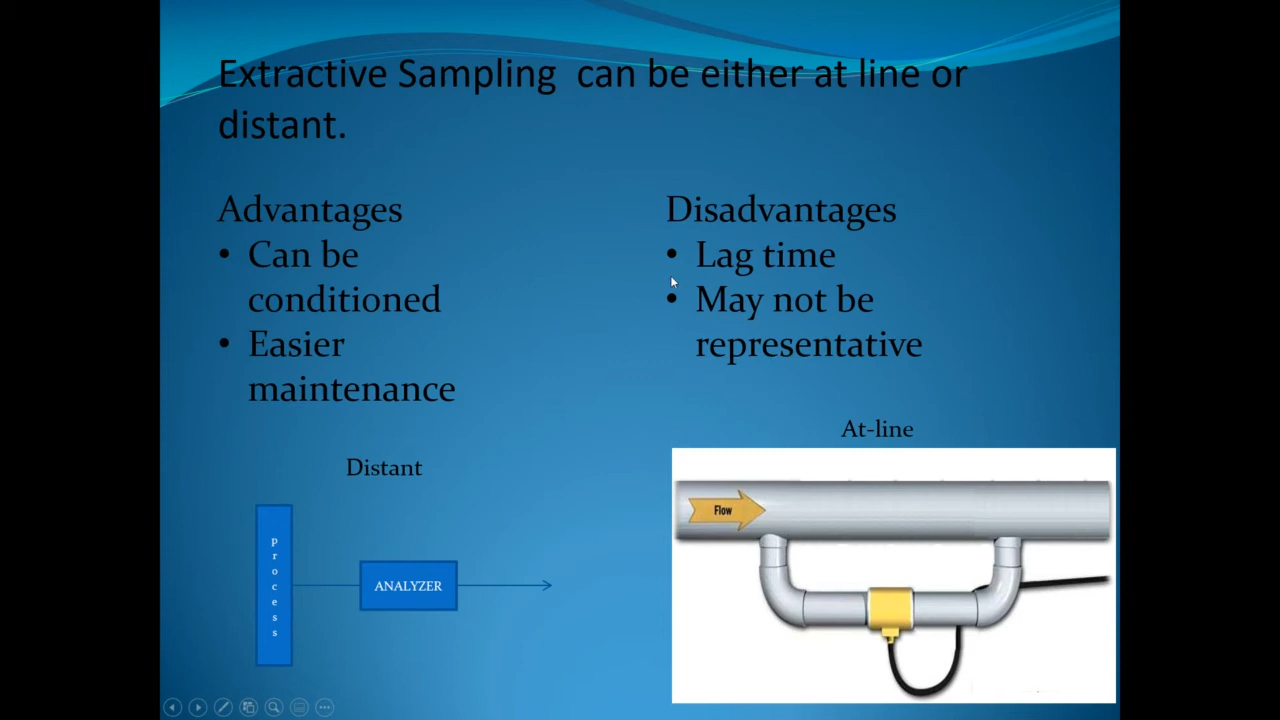 Extractive Sampling can be either at line or
distant.
Advantages
• Can be
conditioned
• Easier
maintenance
Disadvantages
• Lag time
• May not be
representative
Distant
process
ANALYZER
At-line
Flow